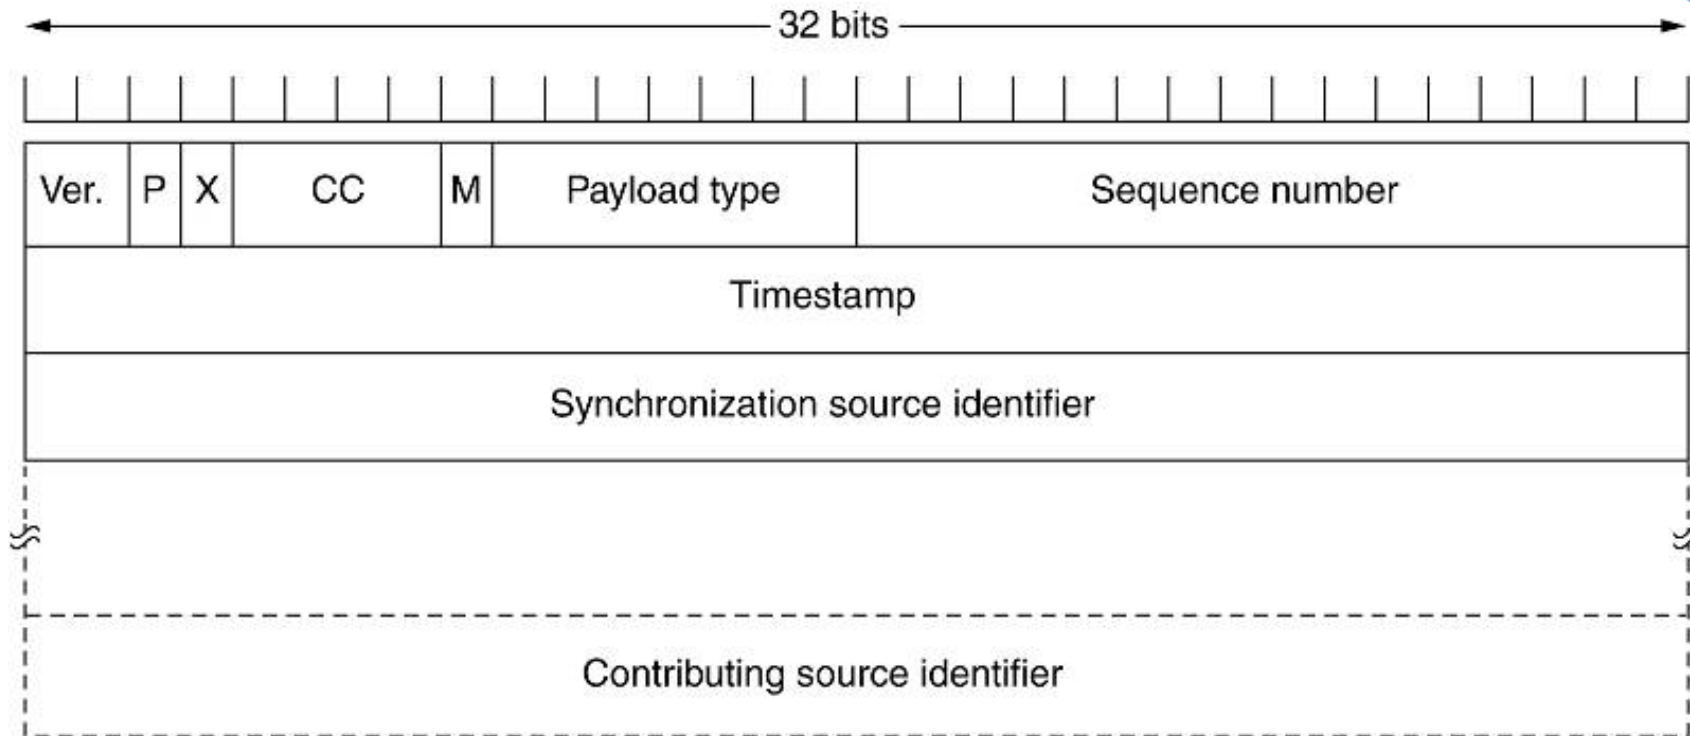 32 bits
Ver. P X CC M Payload type Sequence number
Timestamp
Synchronization source identifier
Contributing source identifier